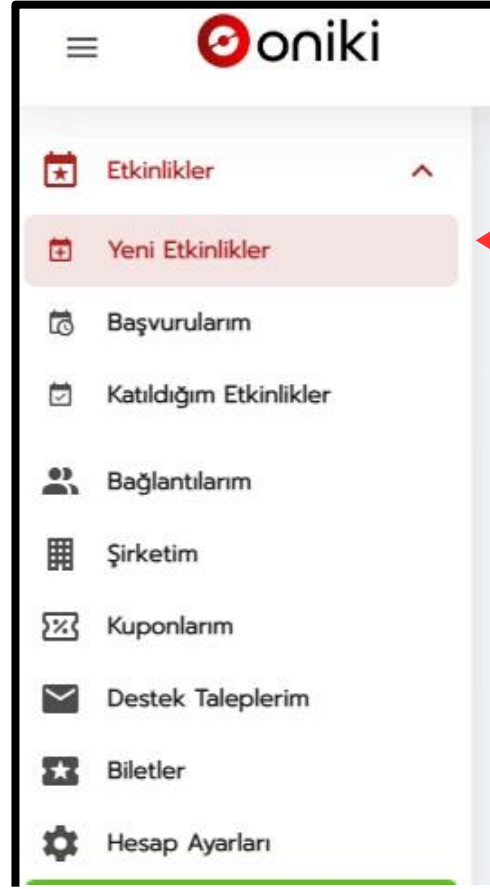 oniki
Etkinlikler
Yeni Etkinlikler
Başvurularım
Katıldığım Etkinlikler
Bağlantılarım
Şirketim
Kuponlarım
Destek Taleplerim
Biletler
Hesap Ayarları